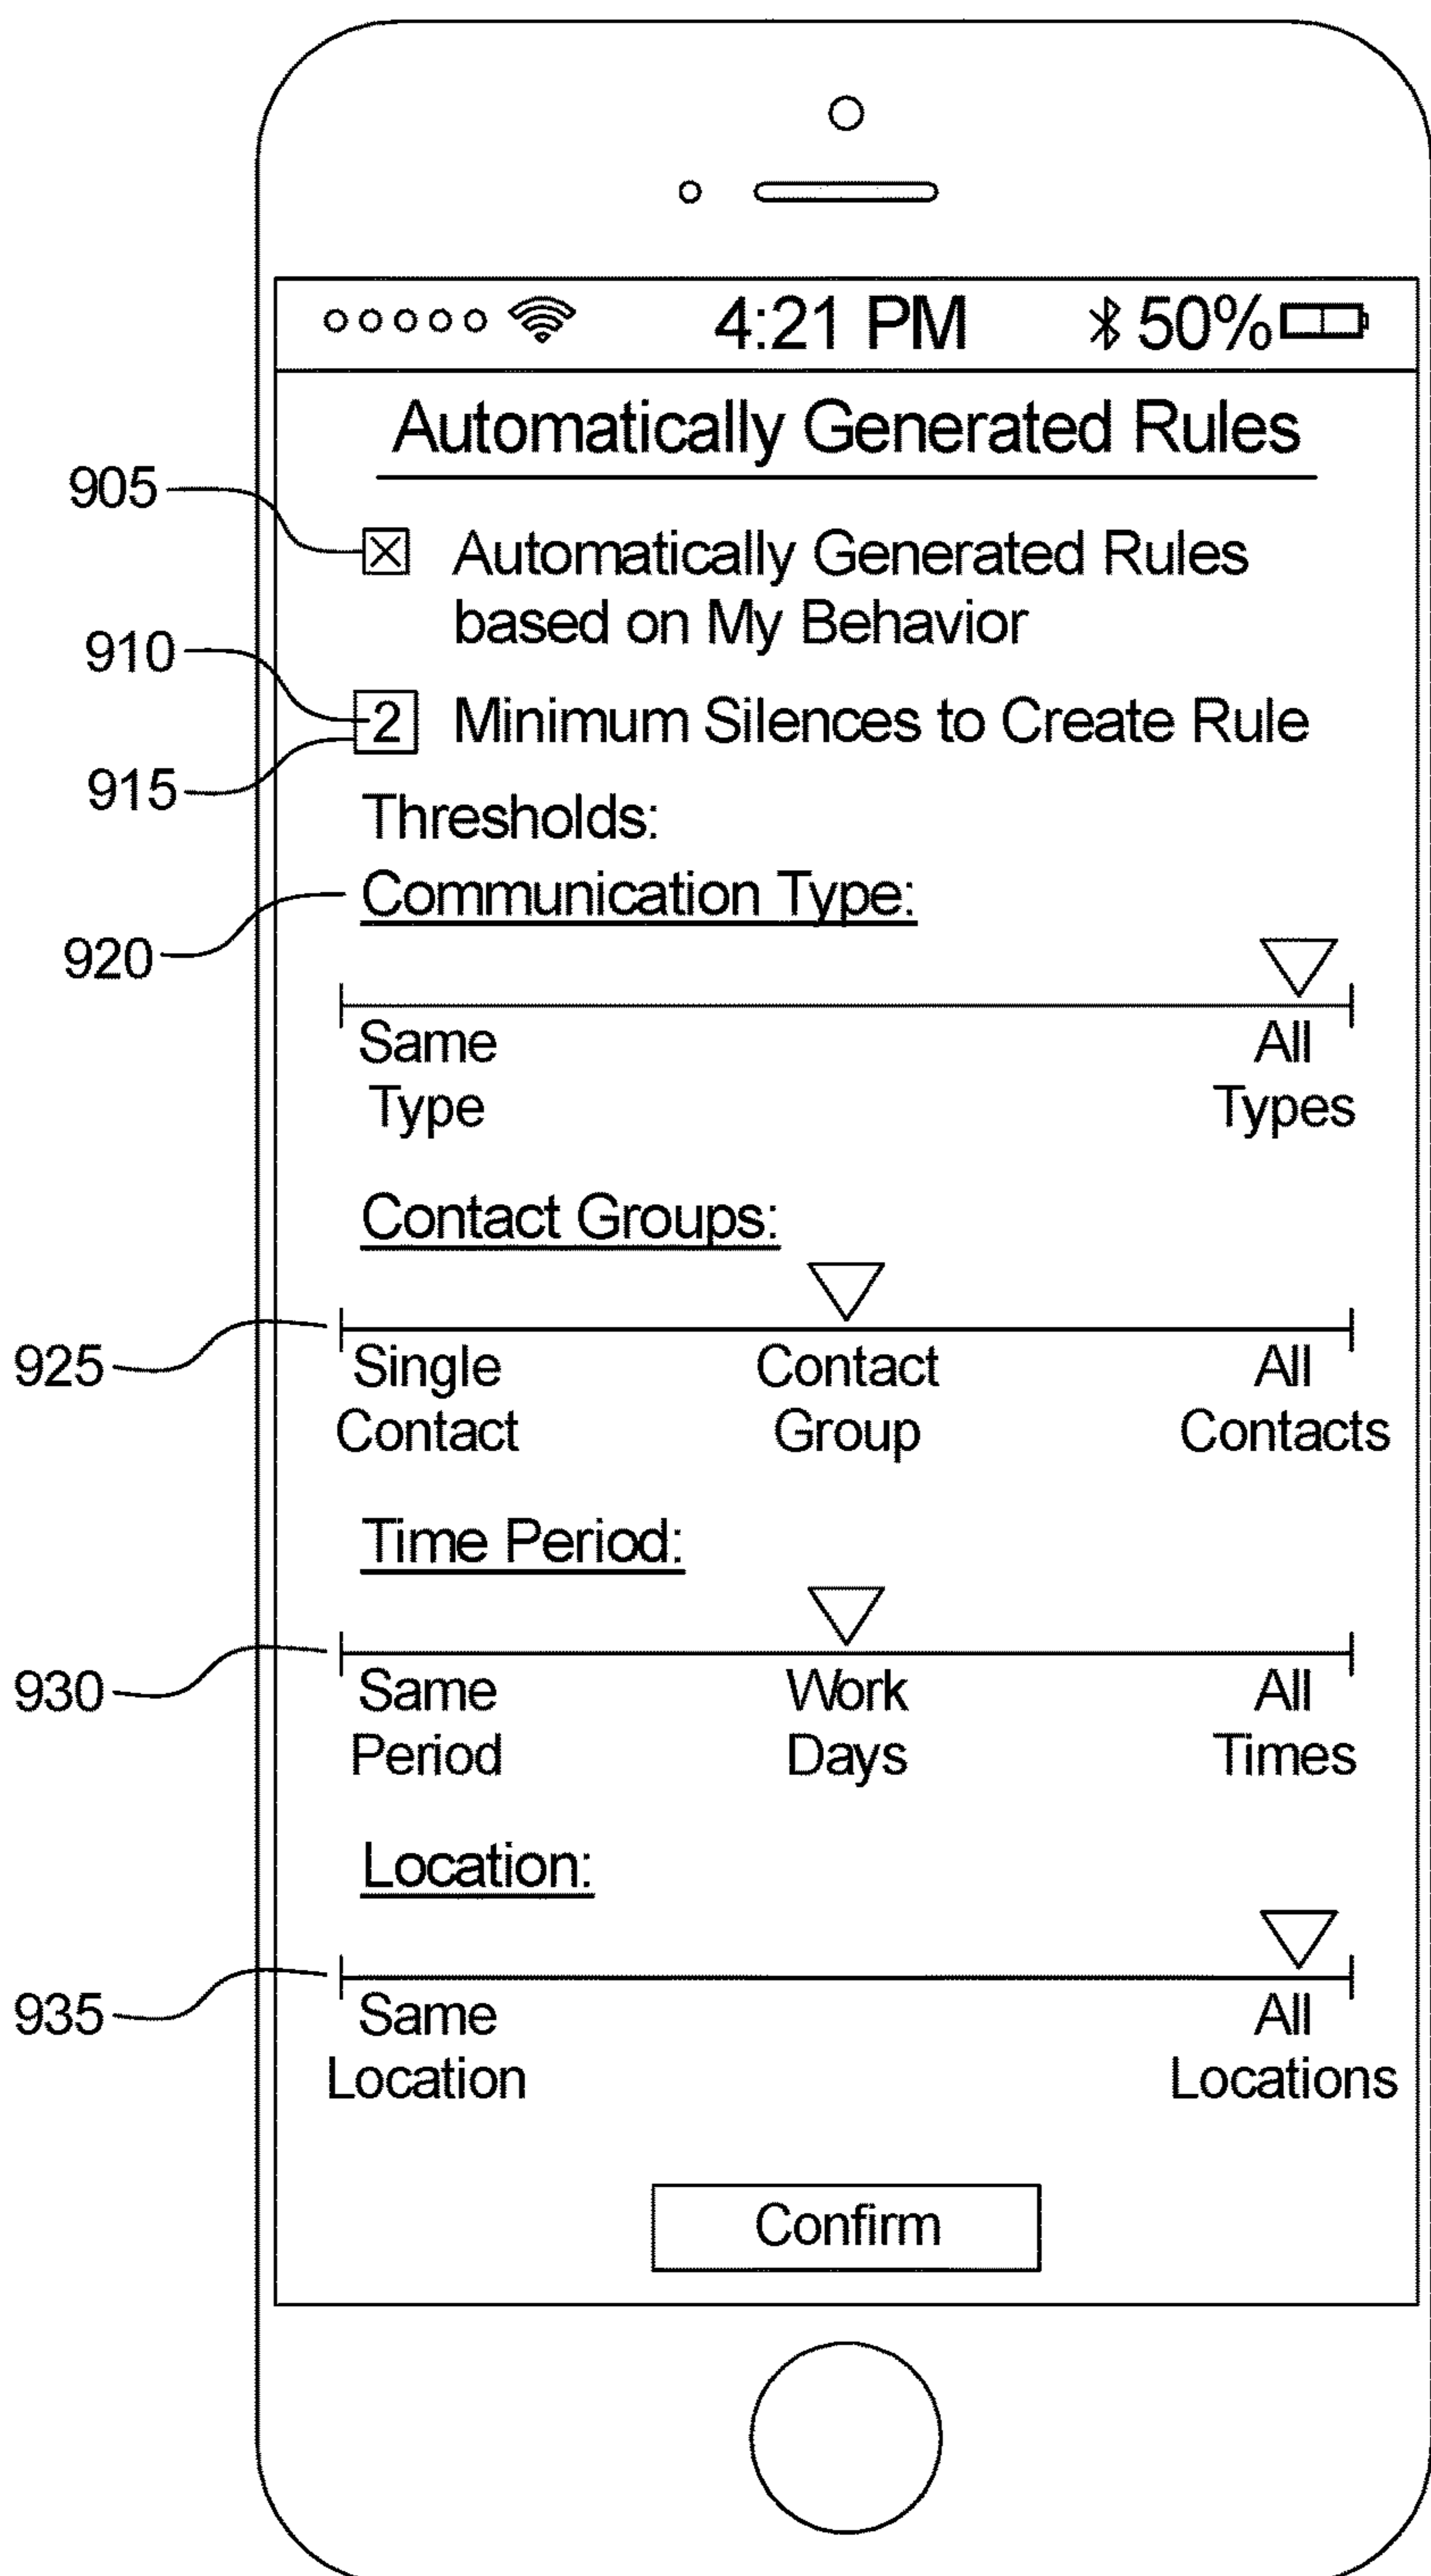 4:21 PM 50%
Automatically Generated Rules
905
Automatically Generated Rules
based on My Behavior
910
2 Minimum Silences to Create Rule
915
Thresholds:
Communication Type:
920
Same All
Type Types
Contact Groups:
925
Single Contact All
Contact Group Contacts
Time Period:
930
Same Work All
Period Days Times
Location:
935
Same All
Location Locations
Confirm